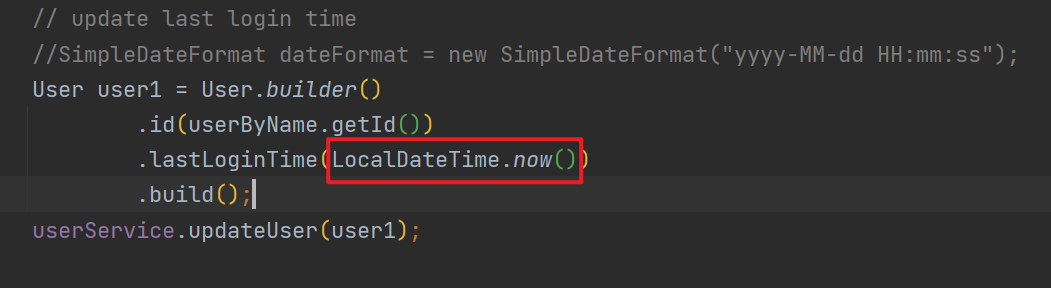 // update last login time
//SimpleDateFormat dateFormat = new SimpleDateFormat("yyyy-MM-dd HH:mm:ss");
User user1 = User.builder()
.id(userByName.getId())
.lastLoginTime(LocalDateTime.now())
.build();
userService.updateUser(user1);